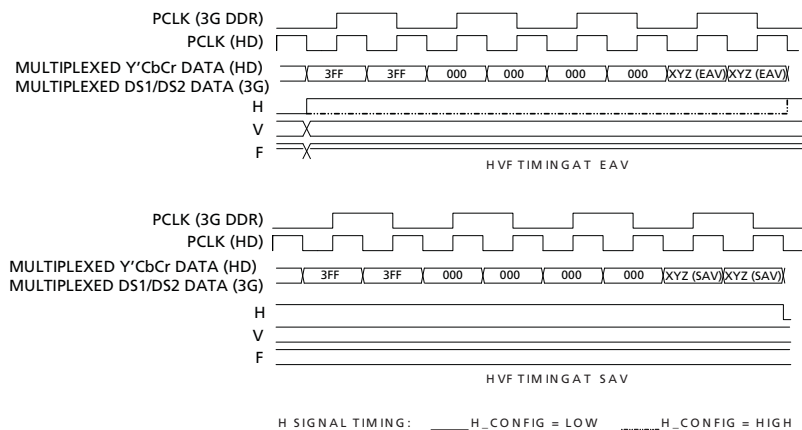 PCLK (3G DDR)
PCLK (HD)
MULTIPLEXED Y'CbCr DATA (HD)
MULTIPLEXED DS1/DS2 DATA (3G)
3FF 3FF 000 000 000 000 XYZ (EAV) XYZ (EAV)
H
V
F
HVF TIMING AT EAV
PCLK (3G DDR)
PCLK (HD)
MULTIPLEXED Y'CbCr DATA (HD)
MULTIPLEXED DS1/DS2 DATA (3G)
3FF 3FF 000 000 000 000 XYZ (SAV) XYZ (SAV)
H
V
F
HVF TIMING AT SAV
H SIGNAL TIMING: H_CONFIG = LOW H_CONFIG = HIGH